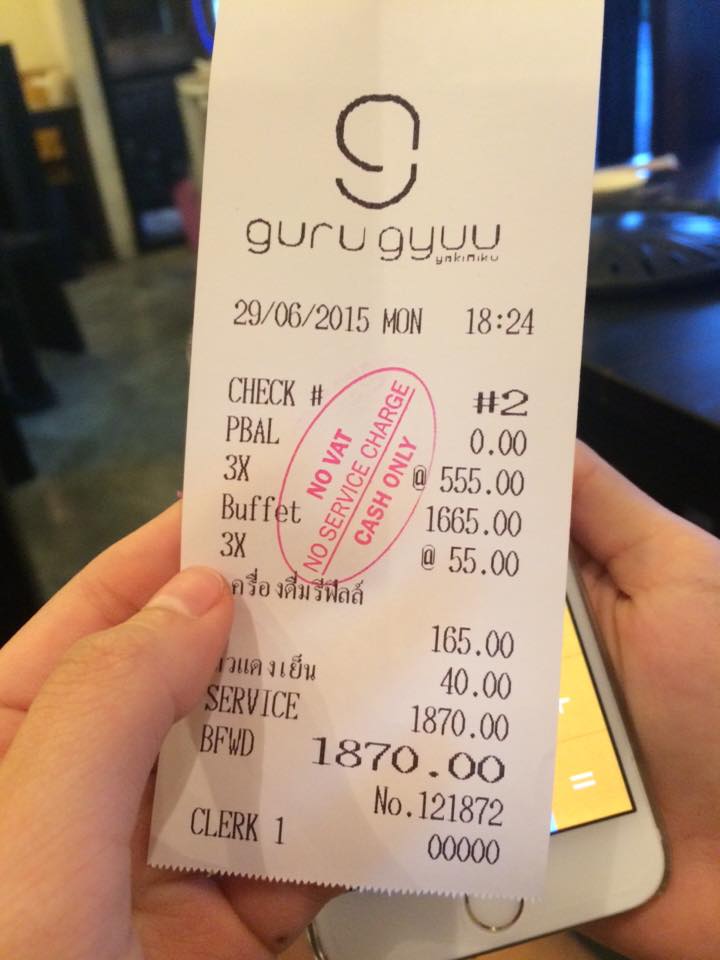 g
guru gyuu
yakiniku
29/06/2015 MON 18:24
CHECK # #2
PBAL 0.00
3X @ 555.00
Buffet 1665.00
3X @ 55.00
เครื่องดื่มรีฟิลล์
165.00
40.00
SERVICE 1870.00
BFWD 1870.00
No.121872
CLERK 1 00000
NO VAT
NO SERVICE CHARGE
CASH ONLY
=